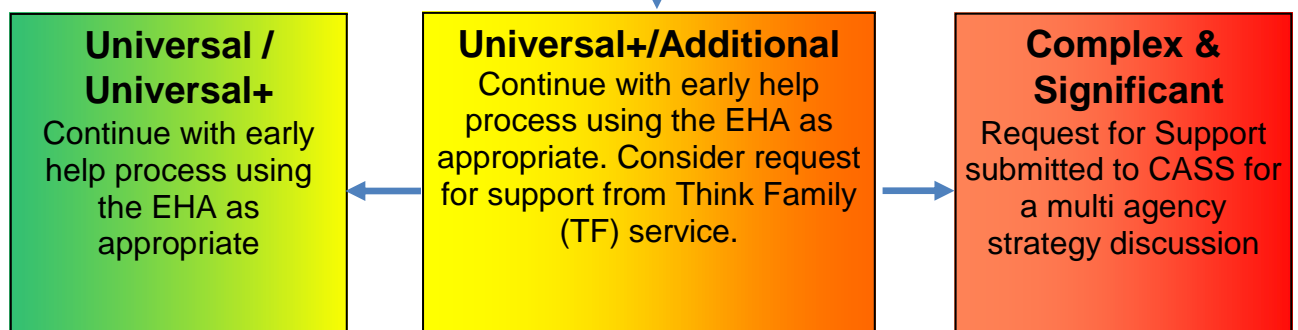 Universal /
Universal+
Continue with early
help process using
the EHA as
appropriate
Universal+/Additional
Continue with early help
process using the EHA as
appropriate. Consider request
for support from Think Family
(TF) service.
Complex &
Significant
Request for Support
submitted to CASS for
a multi agency
strategy discussion